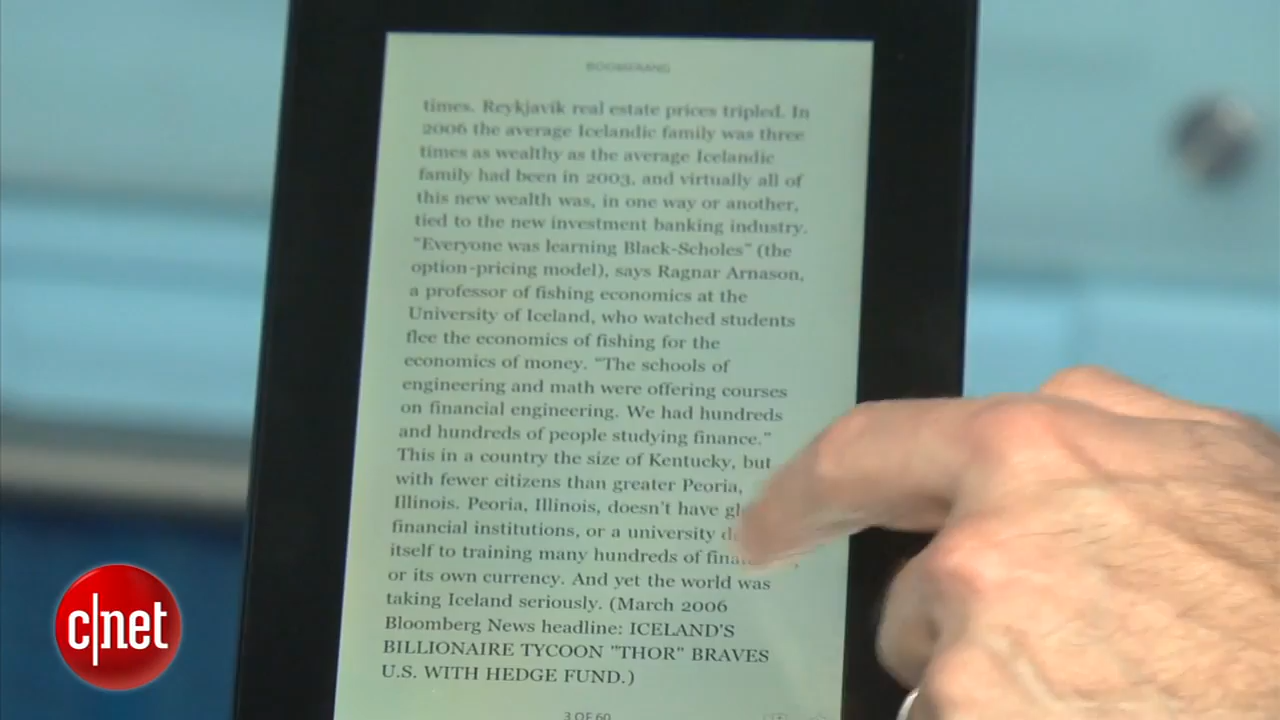 BOOMERANG
times. Reykjavik real estate prices tripled. In
2006 the average Icelandic family was three
times as wealthy as the average Icelandic
family had been in 2003, and virtually all of
this new wealth was, in one way or another,
tied to the new investment banking industry.
"Everyone was learning Black-Scholes" (the
option-pricing model), says Ragnar Arnason,
a professor of fishing economics at the
University of Iceland, who watched students
flee the economics of fishing for the
economics of money. "The schools of
engineering and math were offering courses
on financial engineering. We had hundreds
and hundreds of people studying finance."
This in a country the size of Kentucky, but
with fewer citizens than greater Peoria,
Illinois. Peoria, Illinois, doesn't have
financial institutions, or a university
itself to training many hundreds of
or its own currency. And yet the world was
taking Iceland seriously. (March 2006
Bloomberg News headline: ICELAND'S
BILLIONAIRE TYCOON "THOR" BRAVES
U.S. WITH HEDGE FUND.)
3 OF 60
c|net